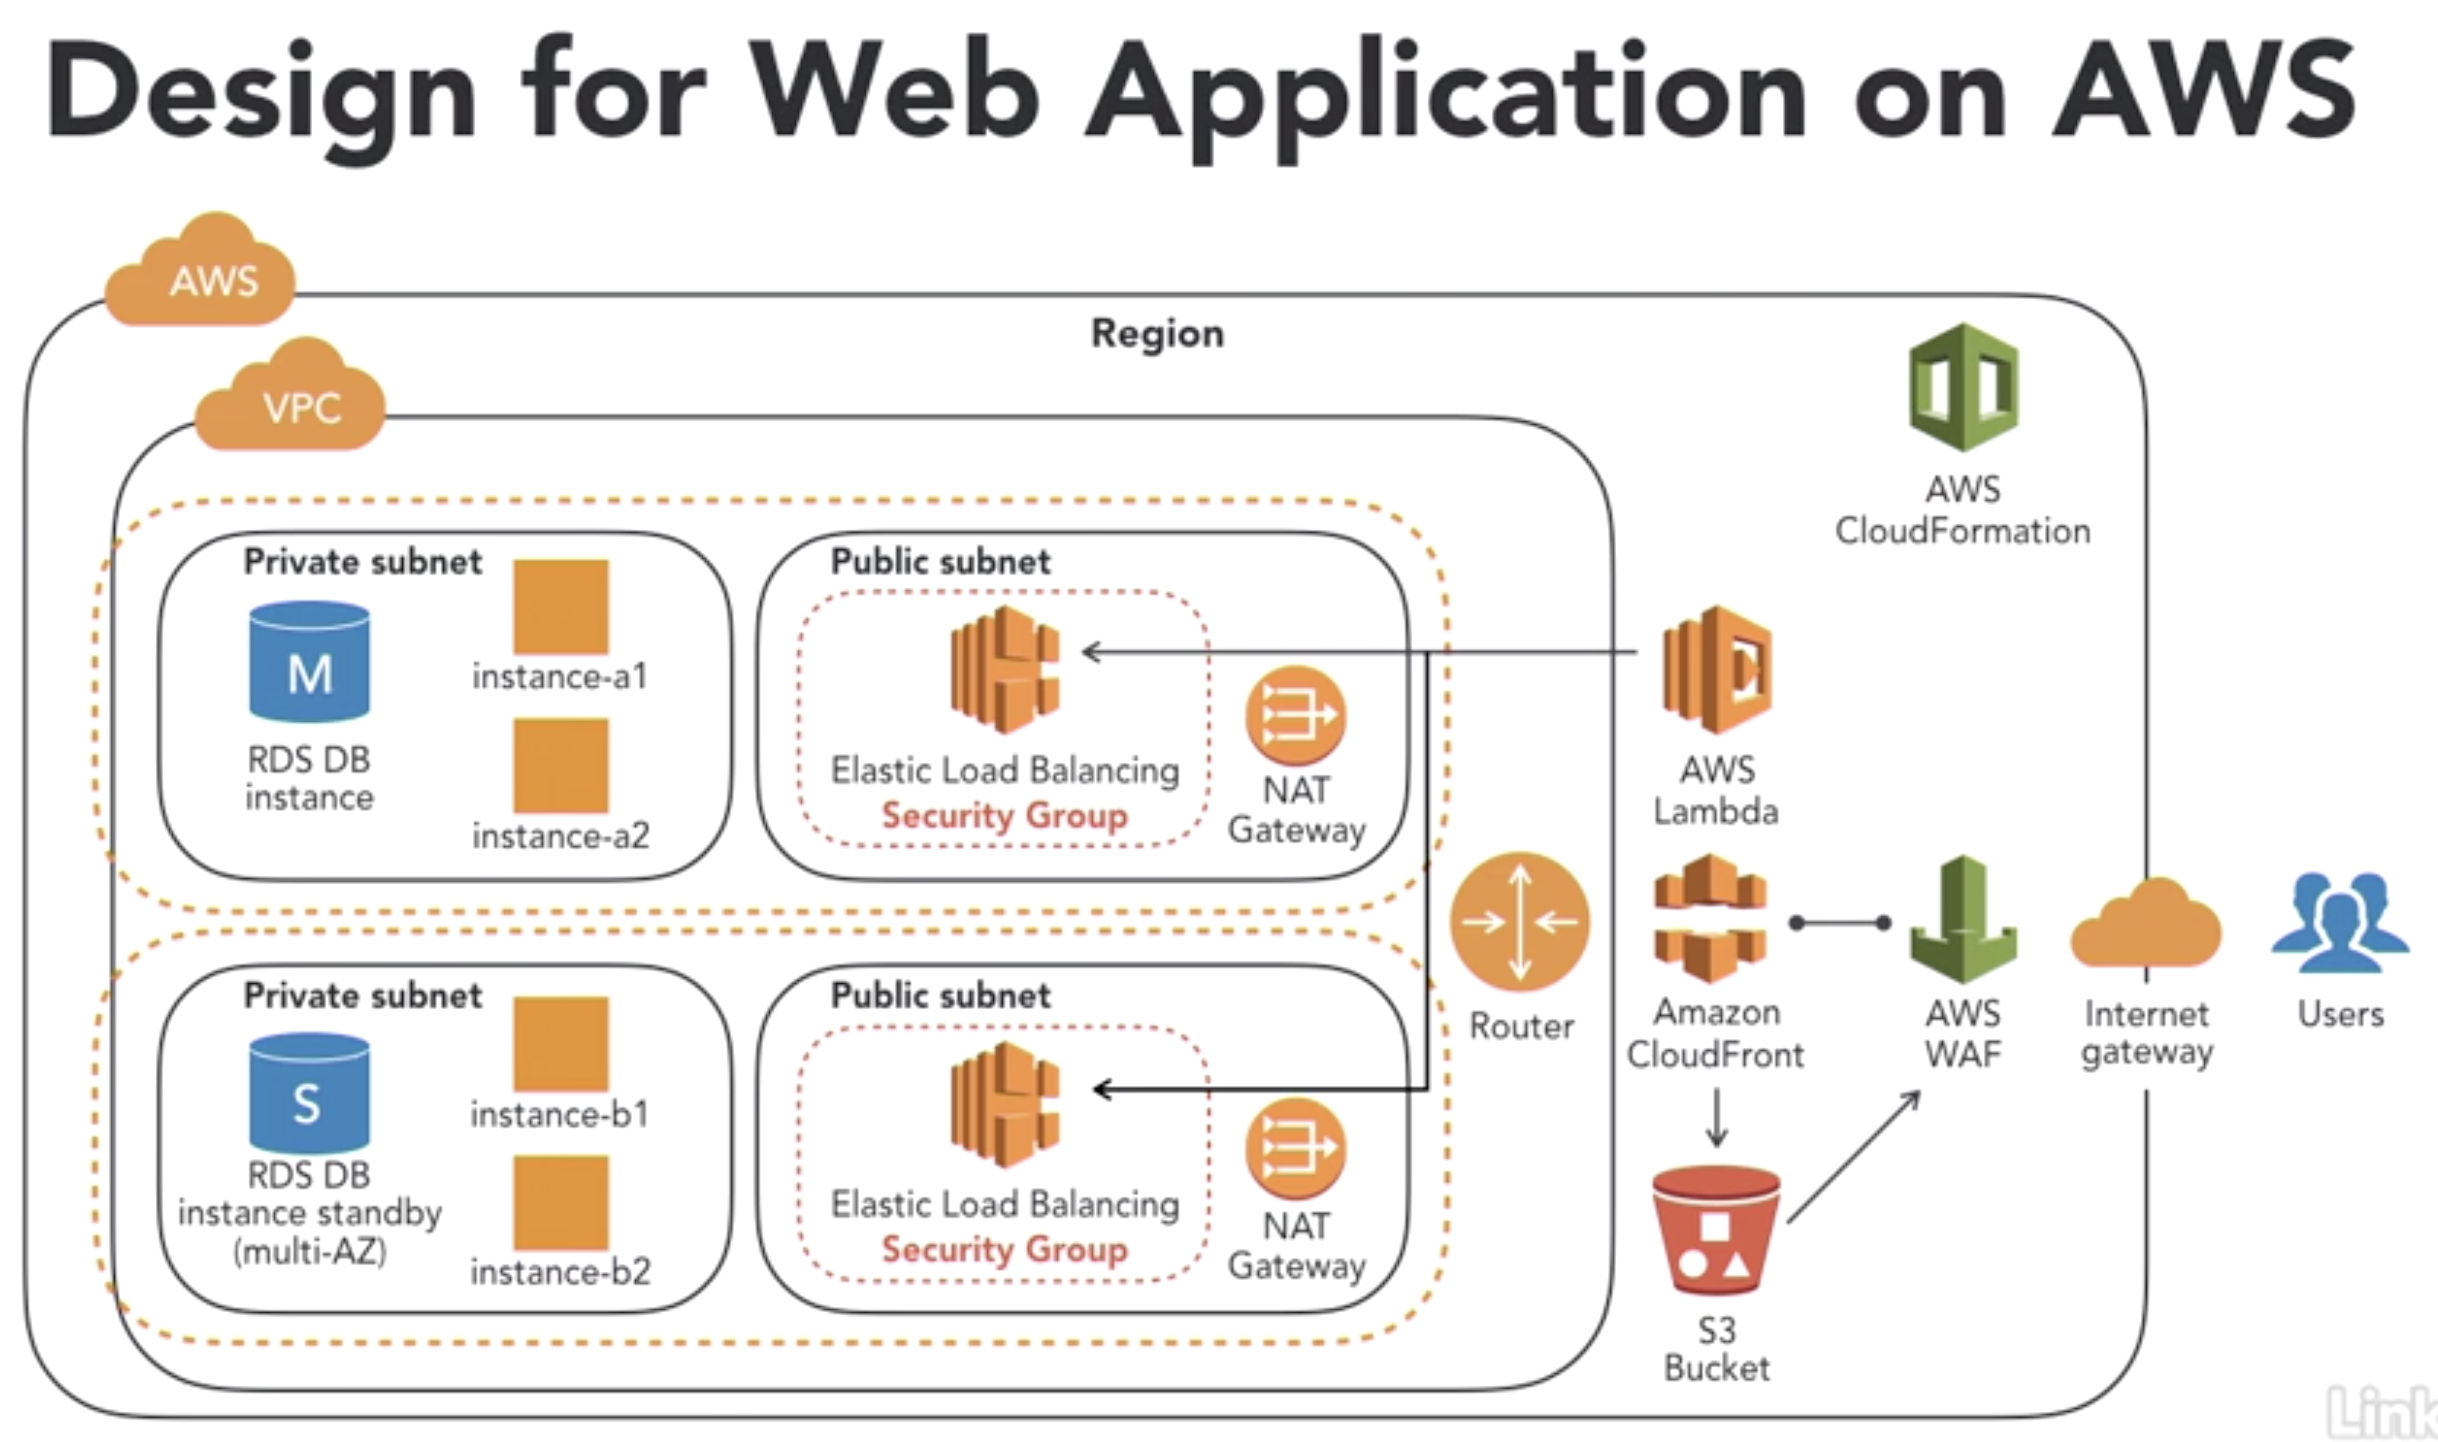 Design for Web Application on AWS
AWS
Region
VPC
AWS
CloudFormation
Private subnet
M
RDS DB
instance
instance-a1
instance-a2
Public subnet
Elastic Load Balancing
Security Group
NAT
Gateway
AWS
Lambda
Router
Amazon
CloudFront
AWS
WAF
Internet
gateway
Users
Private subnet
S
RDS DB
instance standby
(multi-AZ)
instance-b1
instance-b2
Public subnet
Elastic Load Balancing
Security Group
NAT
Gateway
S3
Bucket